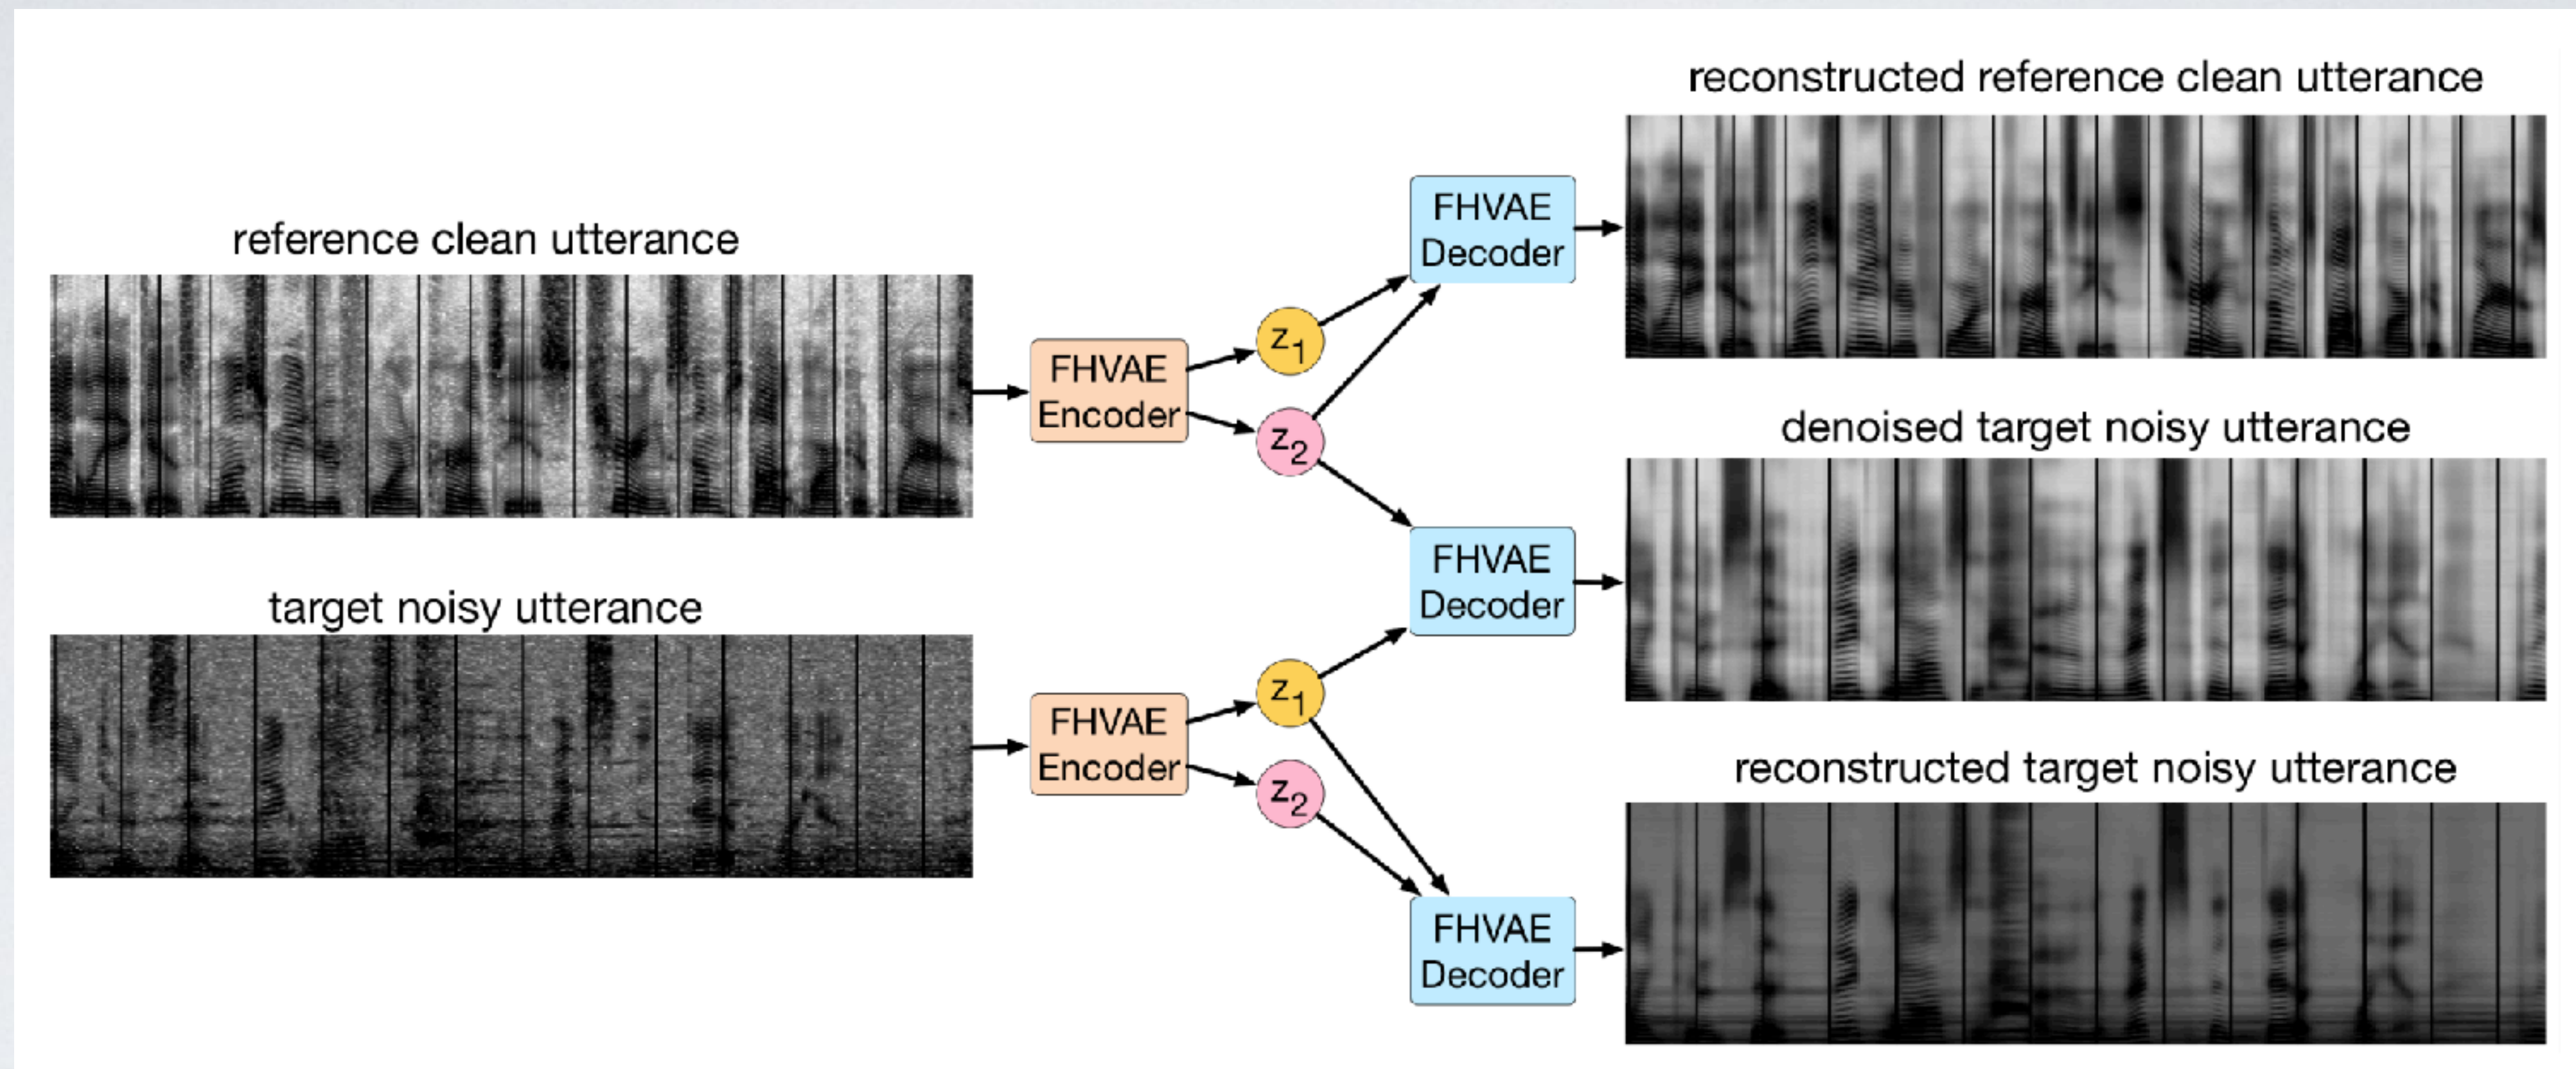 reconstructed reference clean utterance
FHVAE
Decoder
reference clean utterance
z1
FHVAE
Encoder
z2
denoised target noisy utterance
FHVAE
Decoder
target noisy utterance
z1
FHVAE
Encoder
z2
reconstructed target noisy utterance
FHVAE
Decoder